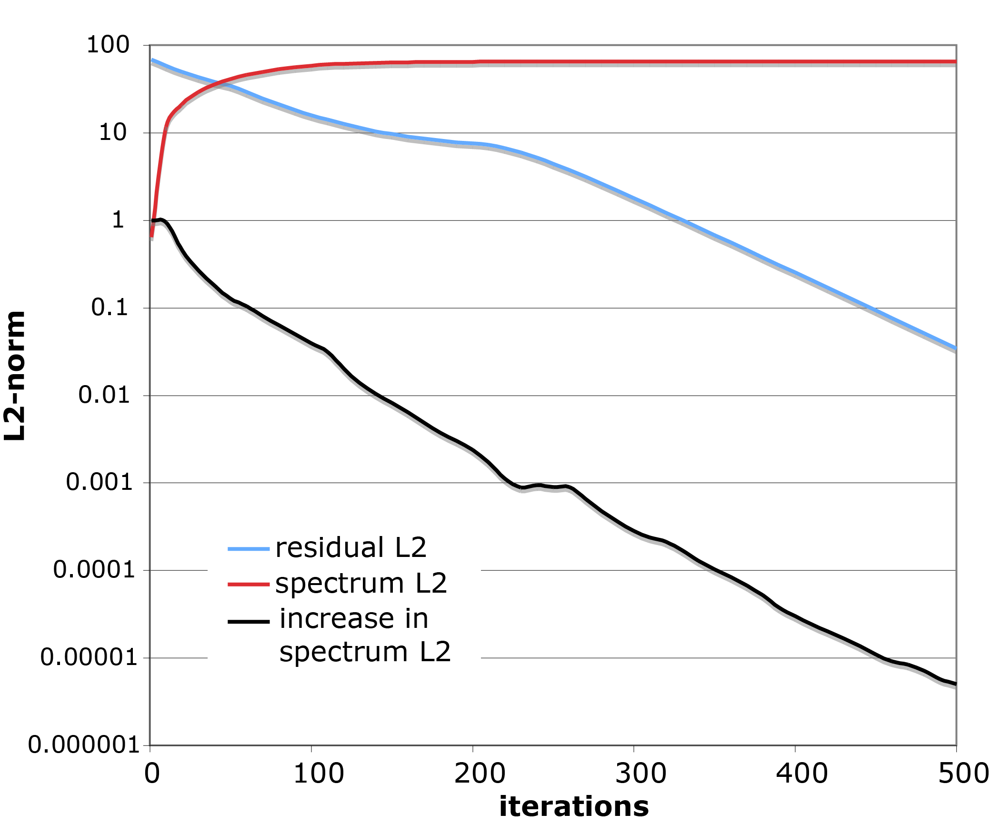 100
10
1
0.1
0.01
0.001
0.0001
0.00001
0.000001
L2-norm
residual L2
spectrum L2
increase in
spectrum L2
0 100 200 300 400 500
iterations